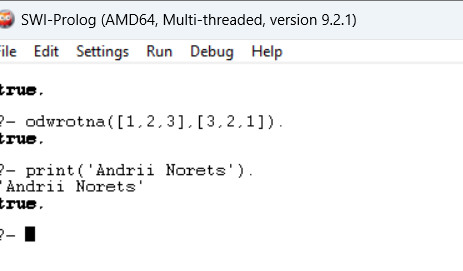 SWI-Prolog (AMD64, Multi-threaded, version 9.2.1)
File Edit Settings Run Debug Help
true.
?- odwrotna([1,2,3],[3,2,1]).
true.
?- print('Andrii Norets').
'Andrii Norets'
true.
?-